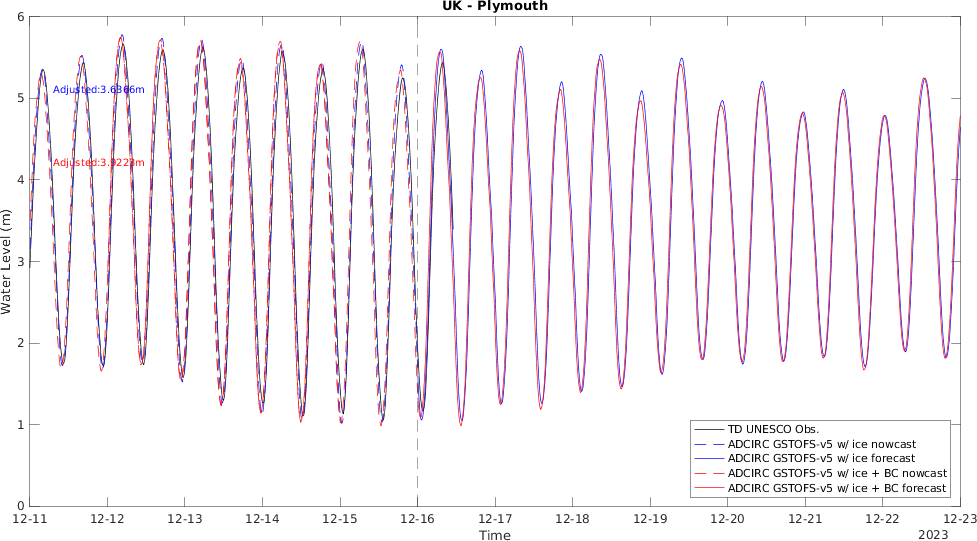 UK - Plymouth
6
5
4
3
2
1
0
Water Level (m)
Adjusted:3.6366m
Adjusted:3.9223m
TD UNESCO Obs.
ADCIRC GSTOFS-v5 w/ ice nowcast
ADCIRC GSTOFS-v5 w/ ice forecast
ADCIRC GSTOFS-v5 w/ ice + BC nowcast
ADCIRC GSTOFS-v5 w/ ice + BC forecast
12-11 12-12 12-13 12-14 12-15 12-16 12-17 12-18 12-19 12-20 12-21 12-22 12-23
Time
2023